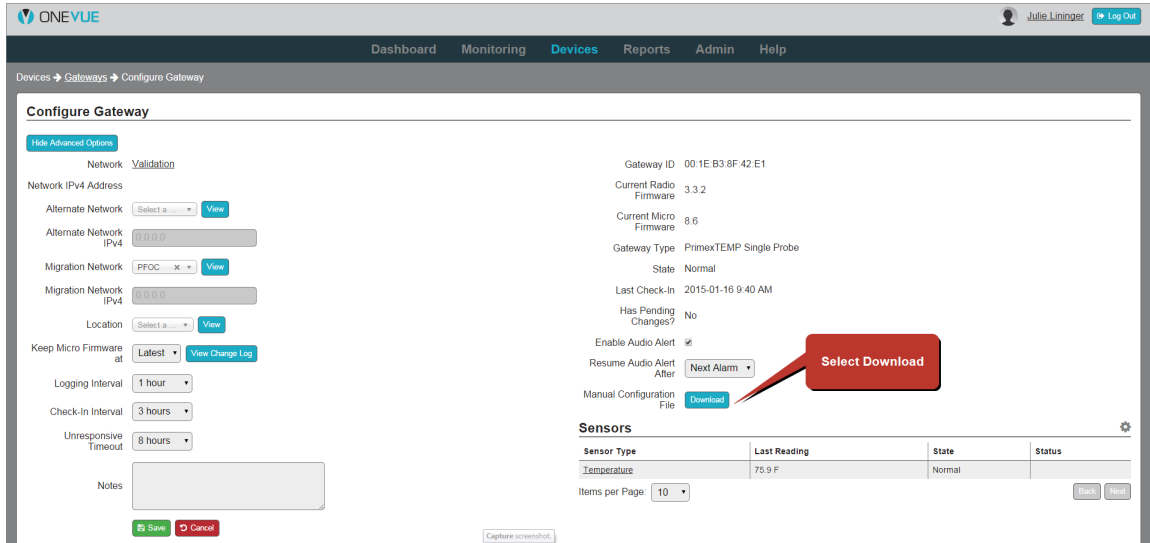 ONEVUE
Julie Lininger
Log Out
Dashboard Monitoring Devices Reports Admin Help
Devices → Gateways → Configure Gateway
Configure Gateway
Hide Advanced Options
Network Validation
Network IPv4 Address
Alternate Network Select a ... View
Alternate Network IPv4 0.0.0.0
Migration Network PFOC × View
Migration Network IPv4 0.0.0.0
Location Select a ... View
Keep Micro Firmware at Latest View Change Log
Logging Interval 1 hour
Check-In Interval 3 hours
Unresponsive Timeout 8 hours
Notes
Save Cancel
Gateway ID 00:1E:B3:8F:42:E1
Current Radio Firmware 3.3.2
Current Micro Firmware 8.6
Gateway Type PrimexTEMP Single Probe
State Normal
Last Check-In 2015-01-16 9:40 AM
Has Pending Changes? No
Enable Audio Alert
Resume Audio Alert After Next Alarm
Manual Configuration File Download
Select Download
Sensors
Sensor Type Last Reading State Status
Temperature 75.9 F Normal
Items per Page: 10 Back Next
Capture screenshot.